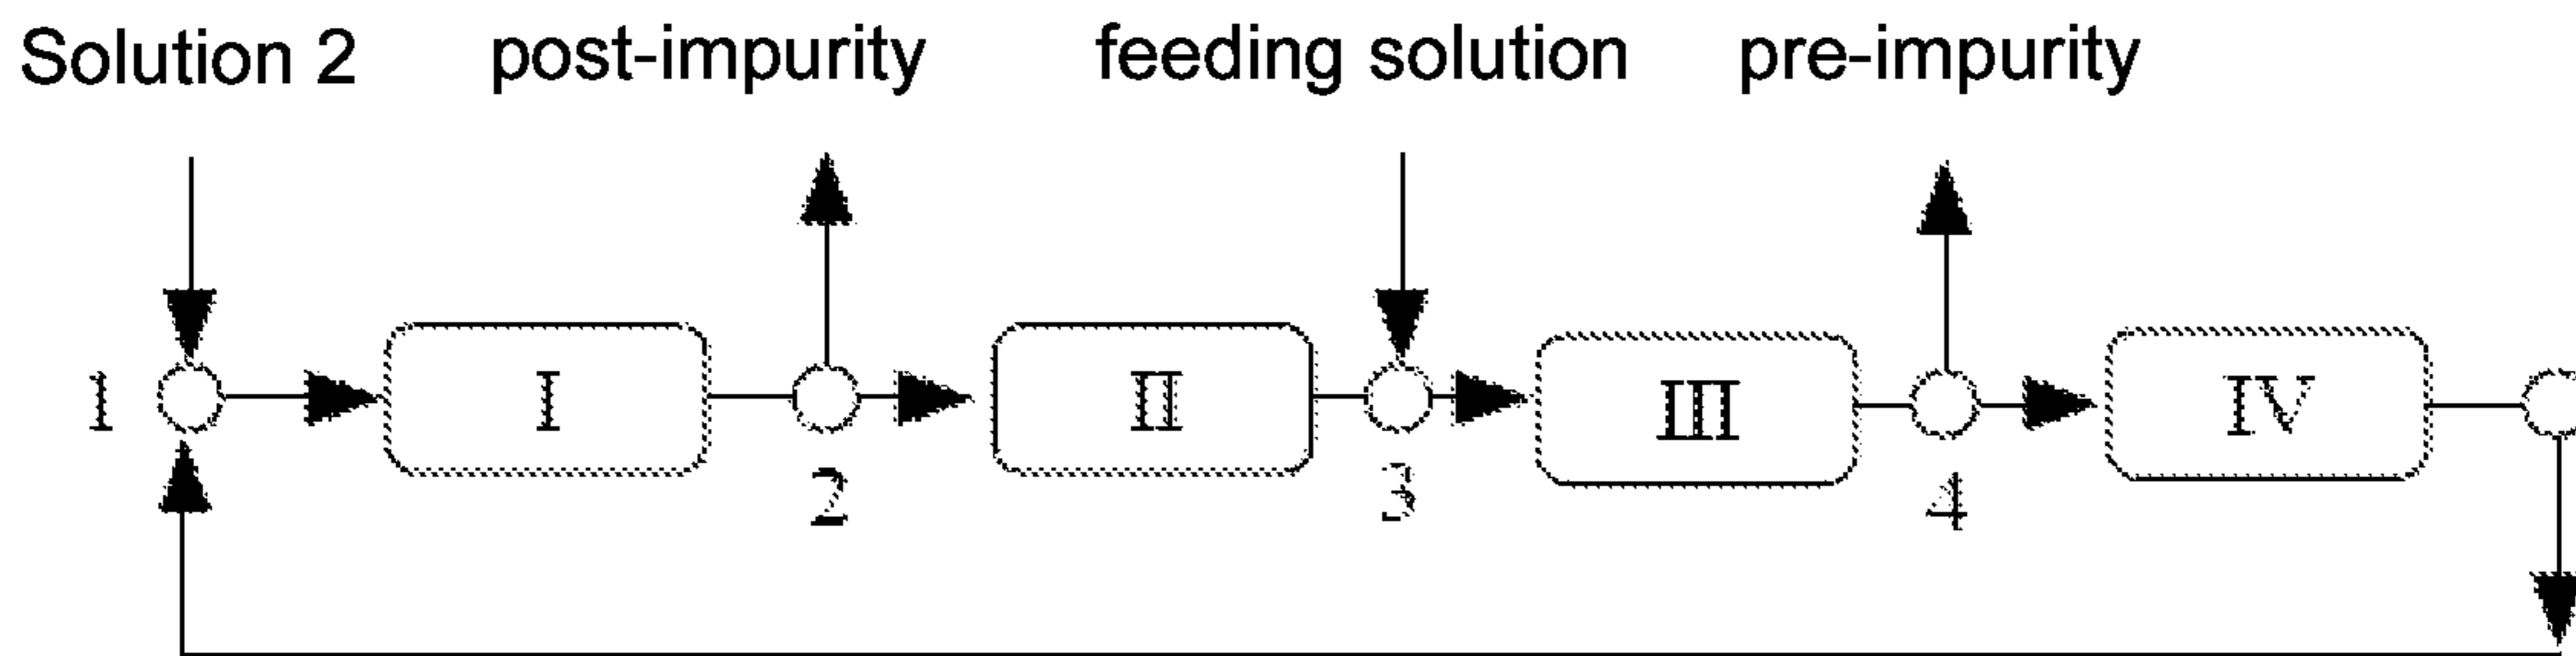 Solution 2 post-impurity feeding solution pre-impurity
1 I II III IV
2 3 4